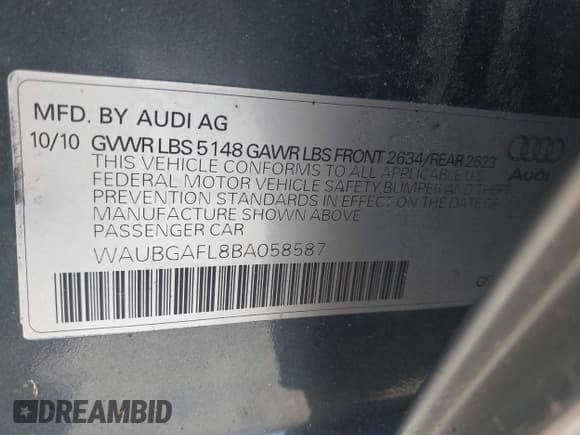 MFD. BY AUDI AG
10/10 GVWR LBS 5148 GAWR LBS FRONT 2634/REAR 2623
THIS VEHICLE CONFORMS TO ALL APPLICABLE
FEDERAL MOTOR VEHICLE SAFETY, BUMPER AND THEFT
PREVENTION STANDARDS IN EFFECT ON THE DATE OF
MANUFACTURE SHOWN ABOVE
PASSENGER CAR
WAUBGAFL8BA058587
Audi
DREAMBID